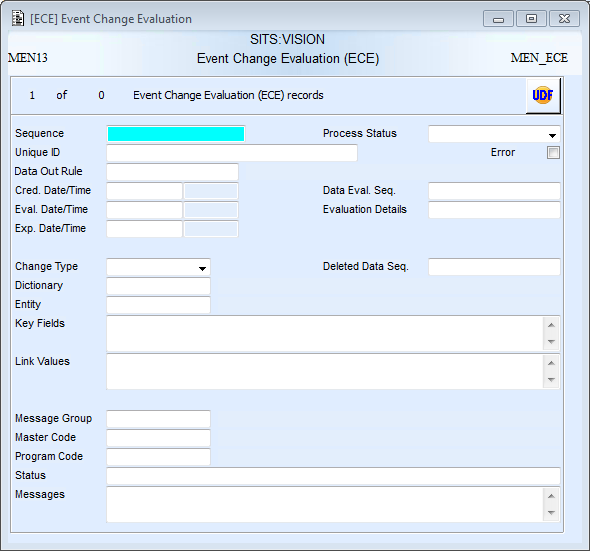 [ECE] Event Change Evaluation
SITS:VISION
MEN13 Event Change Evaluation (ECE) MEN_ECE
1 of 0 Event Change Evaluation (ECE) records UDF
Sequence Process Status
Unique ID Error
Data Out Rule
Cred. Date/Time Data Eval. Seq.
Eval. Date/Time Evaluation Details
Exp. Date/Time
Change Type Deleted Data Seq.
Dictionary
Entity
Key Fields
Link Values
Message Group
Master Code
Program Code
Status
Messages